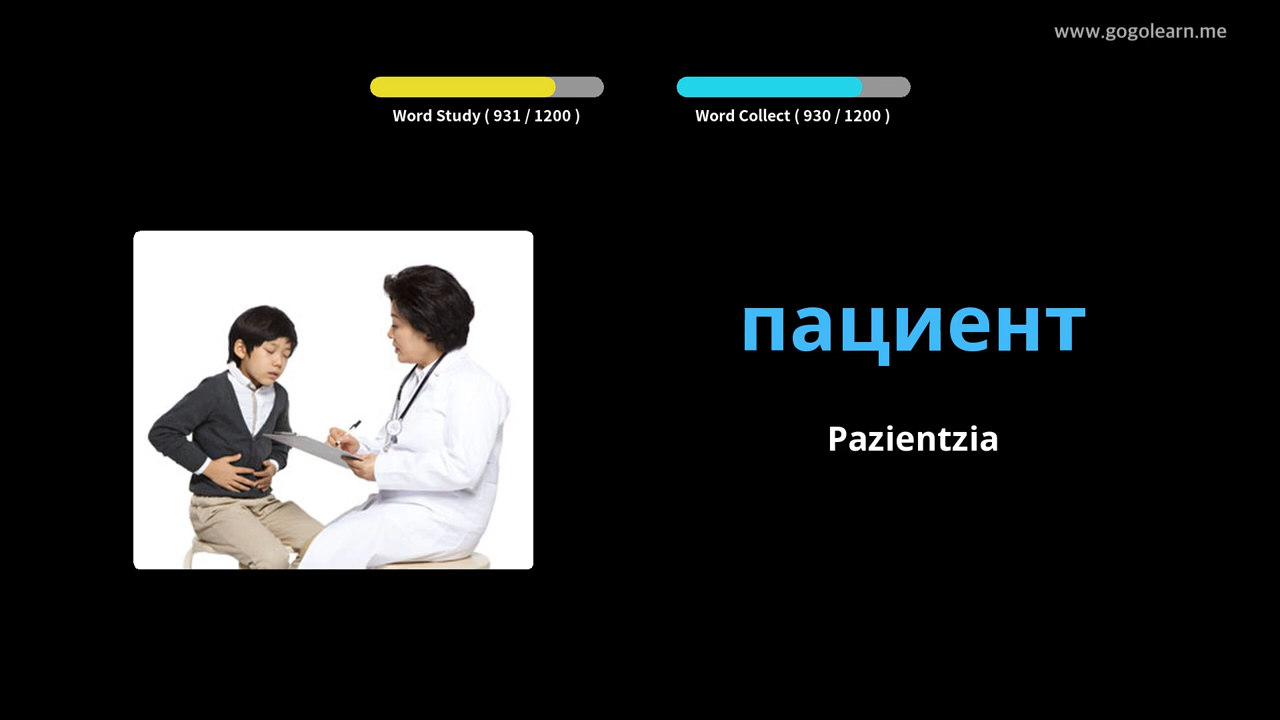 www.gogolearn.me
Word Study ( 931 / 1200 )
Word Collect ( 930 / 1200 )
пациент
Pazientzia